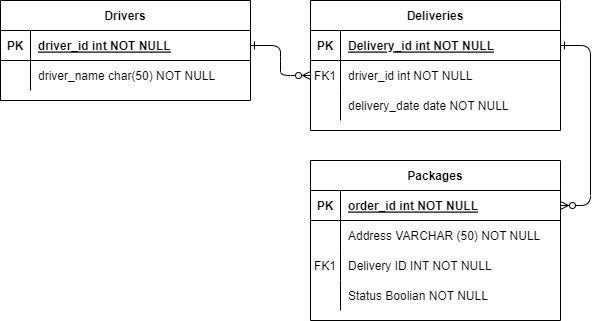 Drivers
PK driver_id int NOT NULL
driver_name char(50) NOT NULL
Deliveries
PK Delivery_id int NOT NULL
FK1 driver_id int NOT NULL
delivery_date date NOT NULL
Packages
PK order_id int NOT NULL
Address VARCHAR (50) NOT NULL
FK1 Delivery ID INT NOT NULL
Status Boolian NOT NULL